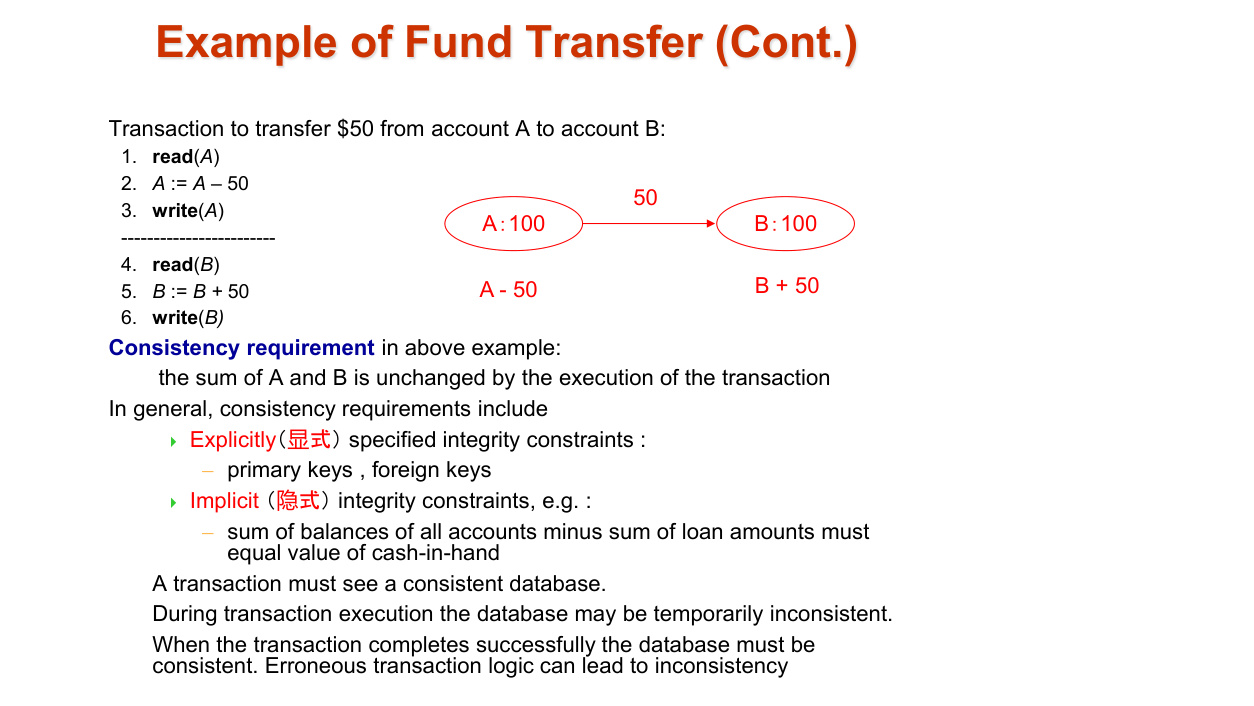 Example of Fund Transfer (Cont.)
Transaction to transfer $50 from account A to account B:
1. read(A)
2. A := A – 50
3. write(A)
------------------------
4. read(B)
5. B := B + 50
6. write(B)
50
A：100
B：100
A - 50
B + 50
Consistency requirement in above example:
the sum of A and B is unchanged by the execution of the transaction
In general, consistency requirements include
Explicitly（显式） specified integrity constraints :
– primary keys , foreign keys
Implicit （隐式） integrity constraints, e.g. :
– sum of balances of all accounts minus sum of loan amounts must
equal value of cash-in-hand
A transaction must see a consistent database.
During transaction execution the database may be temporarily inconsistent.
When the transaction completes successfully the database must be
consistent. Erroneous transaction logic can lead to inconsistency